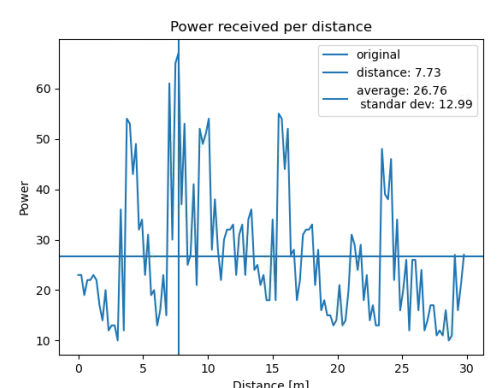 Power received per distance
original
distance: 7.73
average: 26.76
standar dev: 12.99
Power
60
50
40
30
20
10
0
5
10
15
20
25
30
Distance [m]